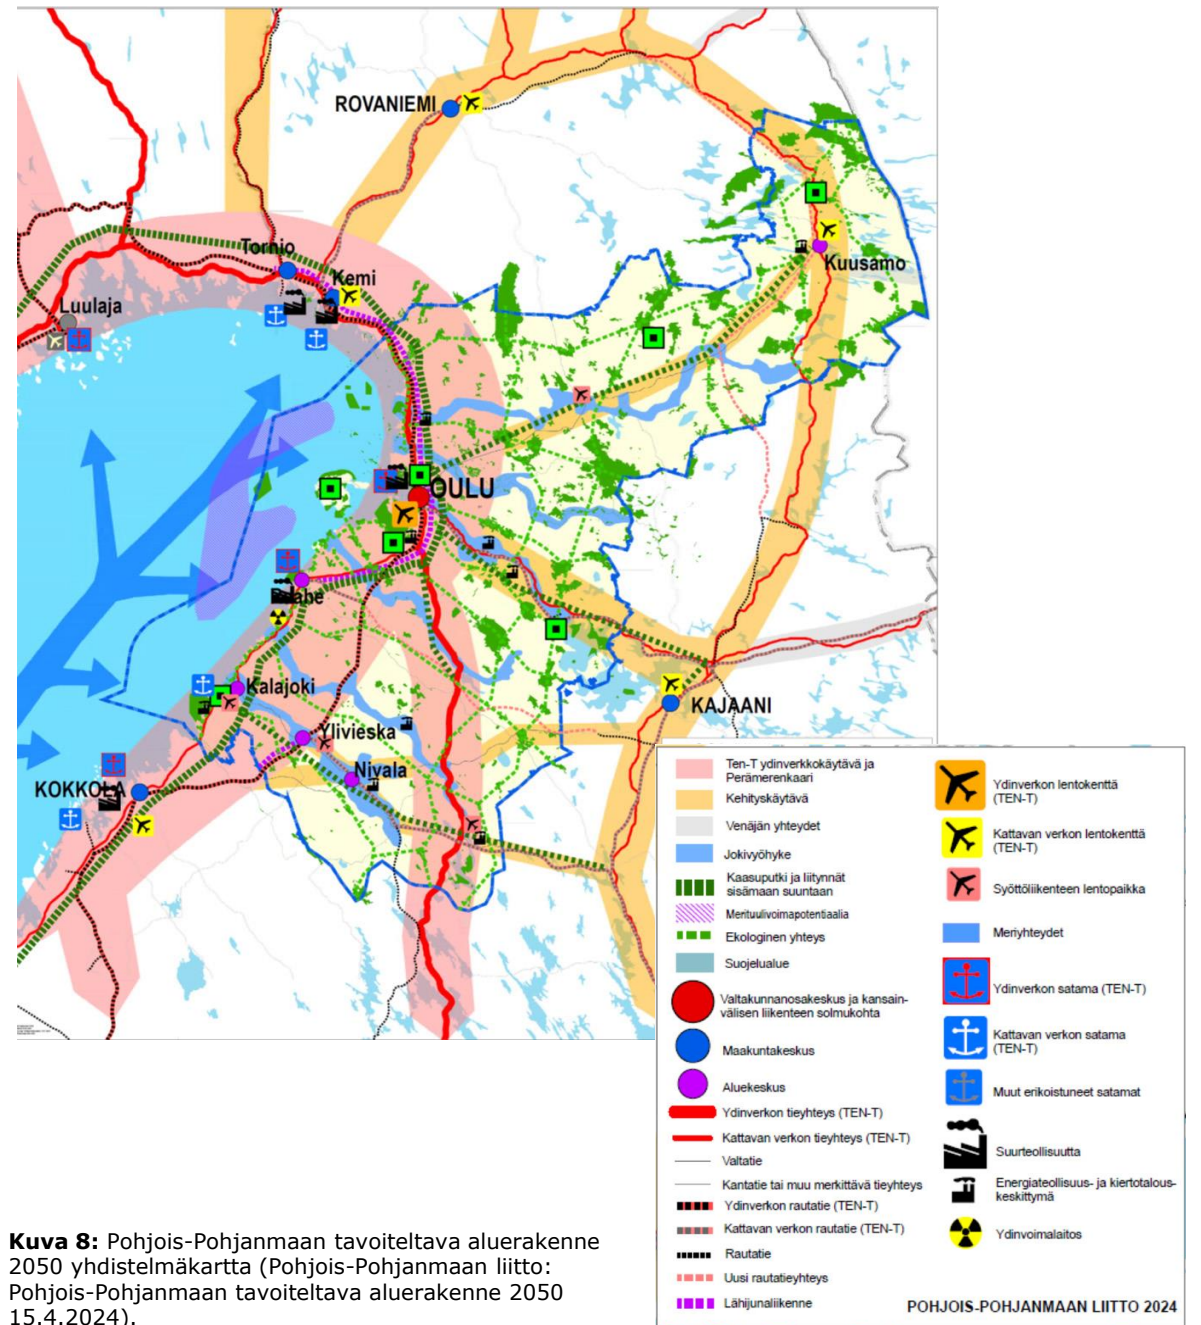 ROVANIEMI
Tornio
Kemi
Luulaja
Kuusamo
OULU
Raahe
Kalajoki
KAJAANI
Ylivieska
Nivala
KOKKOLA
Ten-T ydinverkkokäytävä ja
Perämerenkaari
Kehityskäytävä
Venäjän yhteydet
Jokivyöhyke
Kaasuputki ja liitynnät
sisämaan suuntaan
Merituulivoimapotentiaalia
Ekologinen yhteys
Suojelualue
Valtakunnanosakeskus ja kansain-
välisen liikenteen solmukohta
Maakuntakeskus
Aluekeskus
Ydinverkon tieyhteys (TEN-T)
Kattavan verkon tieyhteys (TEN-T)
Valtatie
Kantatie tai muu merkittävä tieyhteys
Ydinverkon rautatie (TEN-T)
Kattavan verkon rautatie (TEN-T)
Rautatie
Uusi rautatieyhteys
Lähijunaliikenne
Ydinverkon lentokenttä
(TEN-T)
Kattavan verkon lentokenttä
(TEN-T)
Syöttöliikenteen lentopaikka
Meriyhteydet
Ydinverkon satama (TEN-T)
Kattavan verkon satama
(TEN-T)
Muut erikoistuneet satamat
Suurteollisuutta
Energiateollisuus- ja kiertotalous-
keskittymä
Ydinvoimalaitos
POHJOIS-POHJANMAAN LIITTO 2024
Kuva 8: Pohjois-Pohjanmaan tavoiteltava aluerakenne
2050 yhdistelmäkartta (Pohjois-Pohjanmaan liitto:
Pohjois-Pohjanmaan tavoiteltava aluerakenne 2050
15.4.2024).